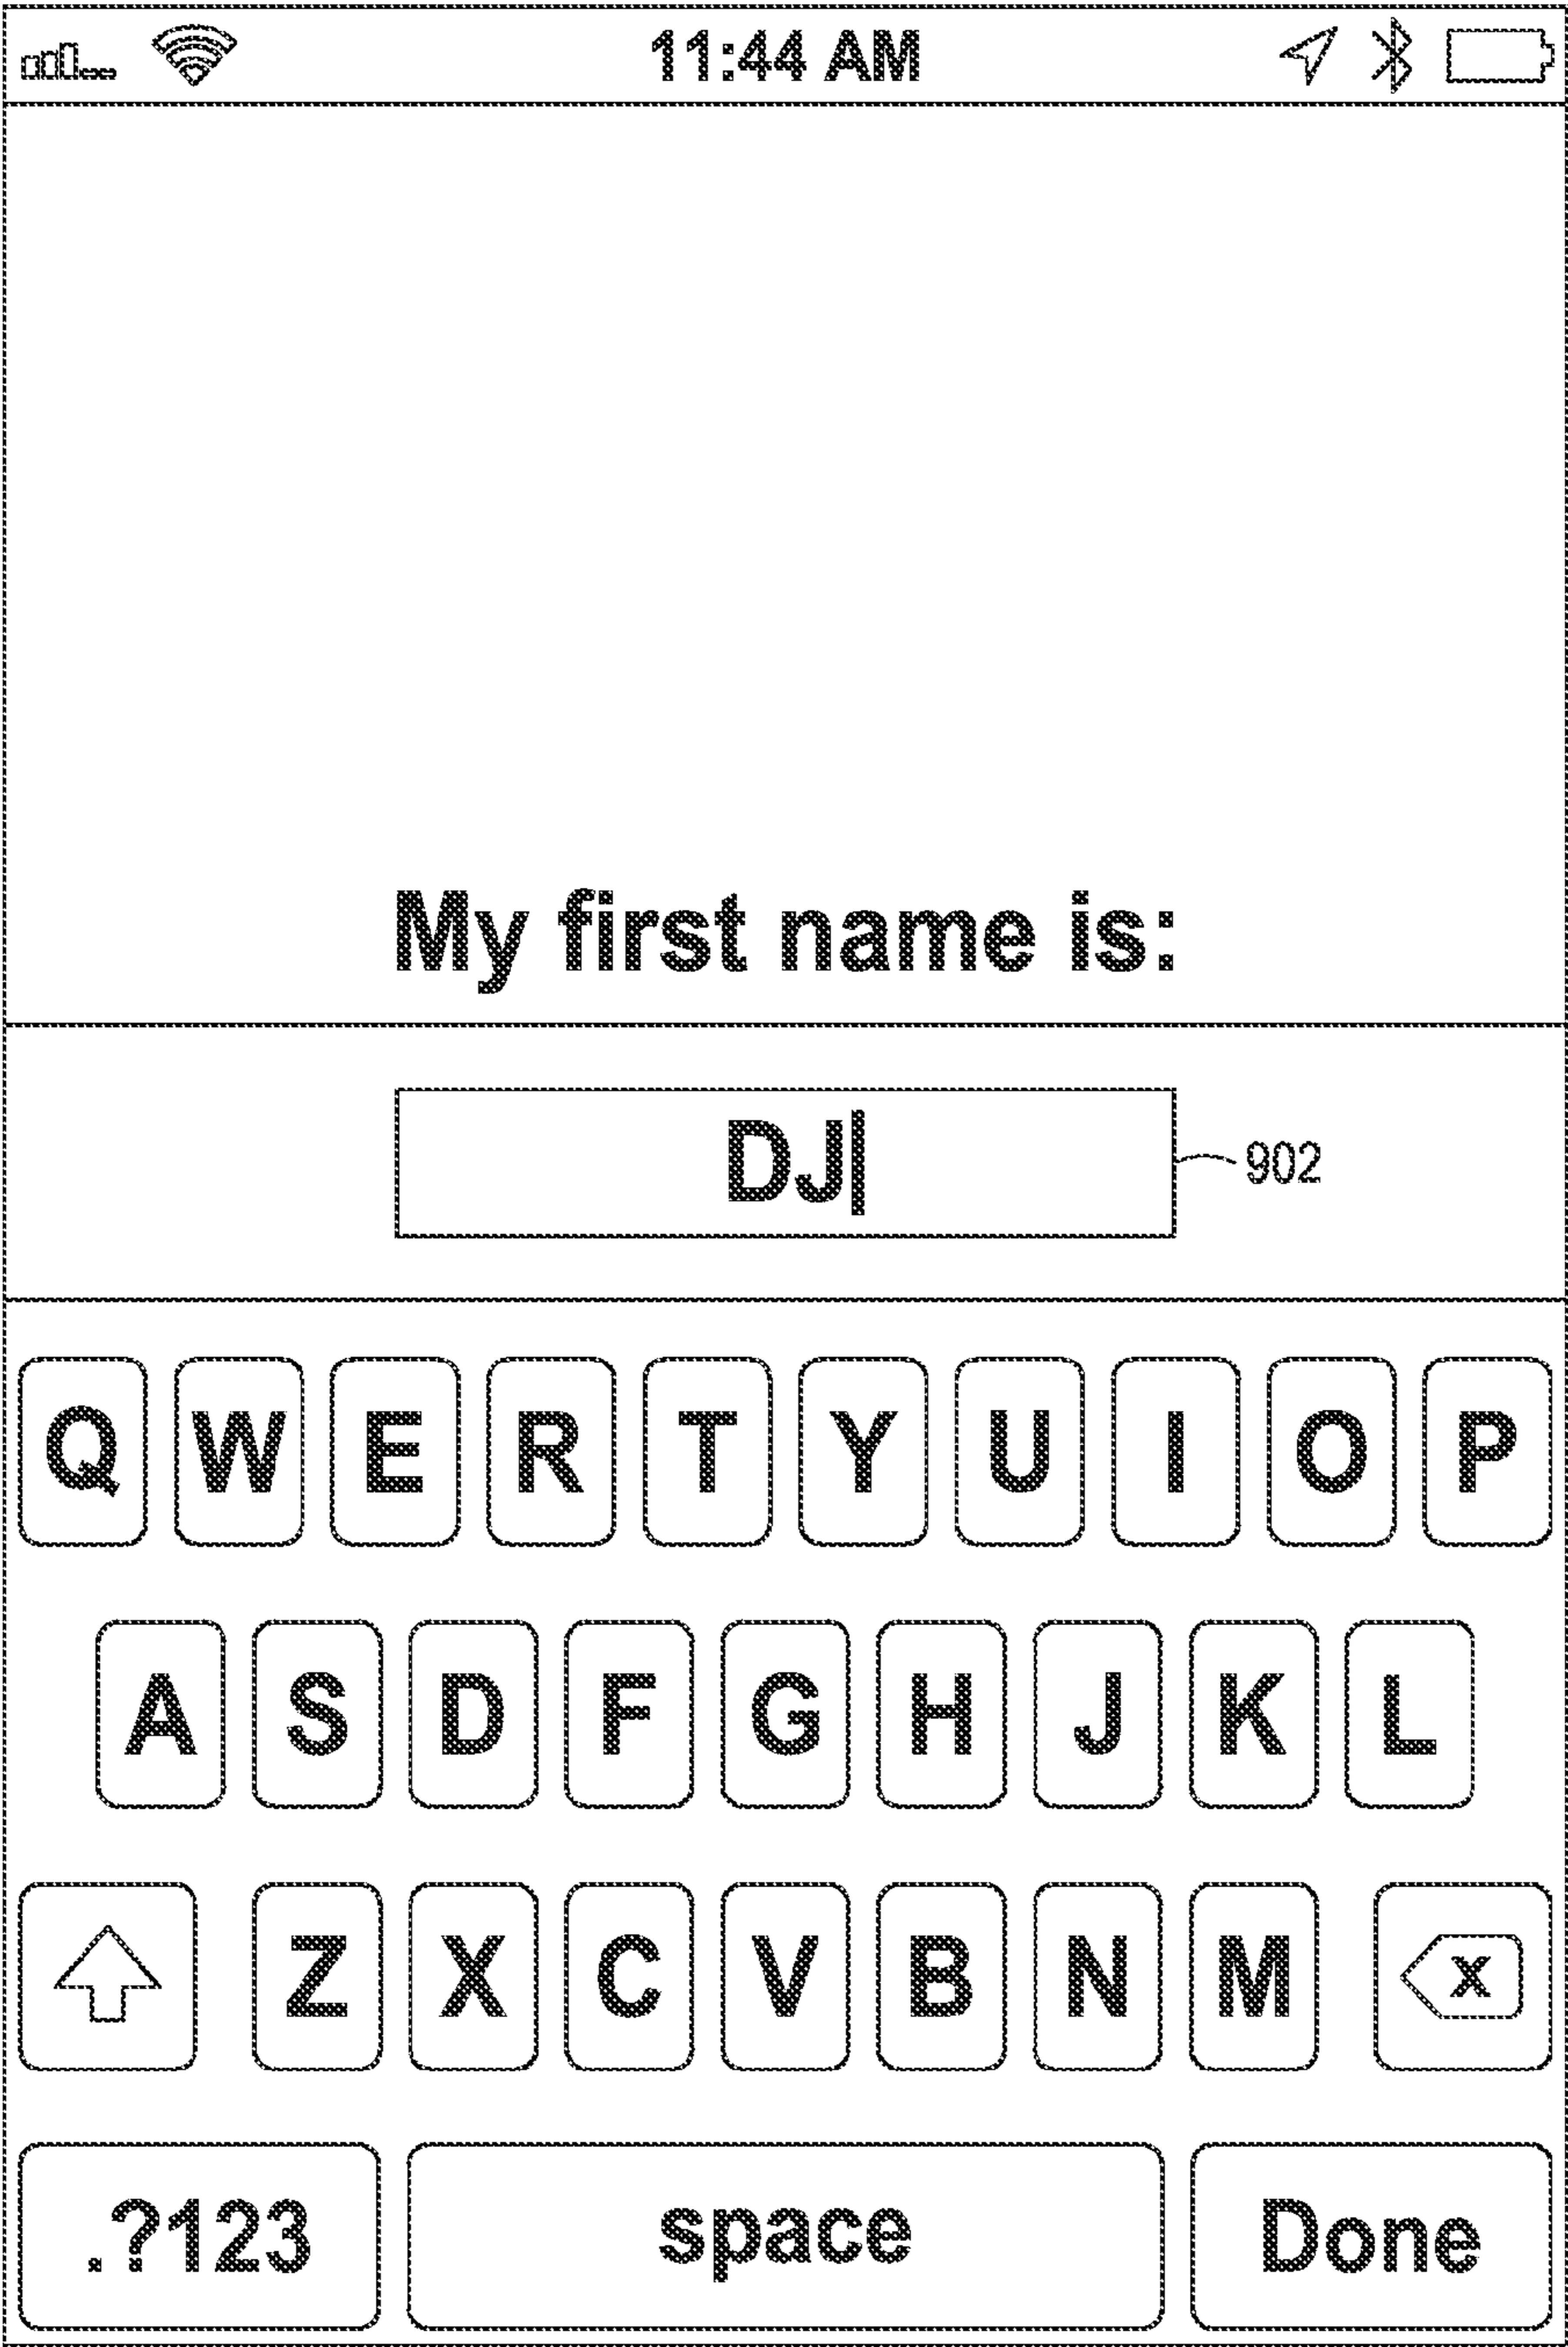 11:44 AM
My first name is:
DJ
902
Q W E R T Y U I O P
A S D F G H J K L
Z X C V B N M X
.?123 space Done